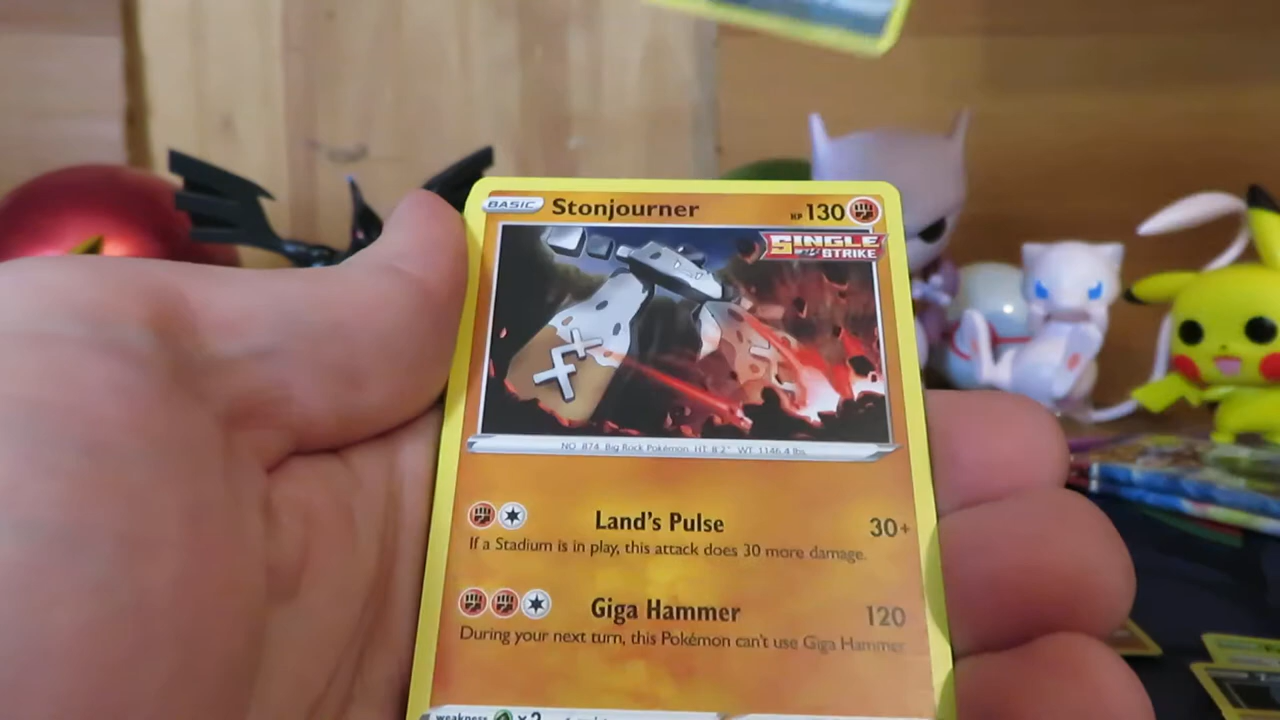 BASIC Stonjourner HP 130
SINGLE
STRIKE
NO. 874 Big Rock Pokémon HT: 8'2" WT: 1146.4 lbs.
Land's Pulse 30+
If a Stadium is in play, this attack does 30 more damage.
Giga Hammer 120
During your next turn, this Pokémon can't use Giga Hammer
weakness x2